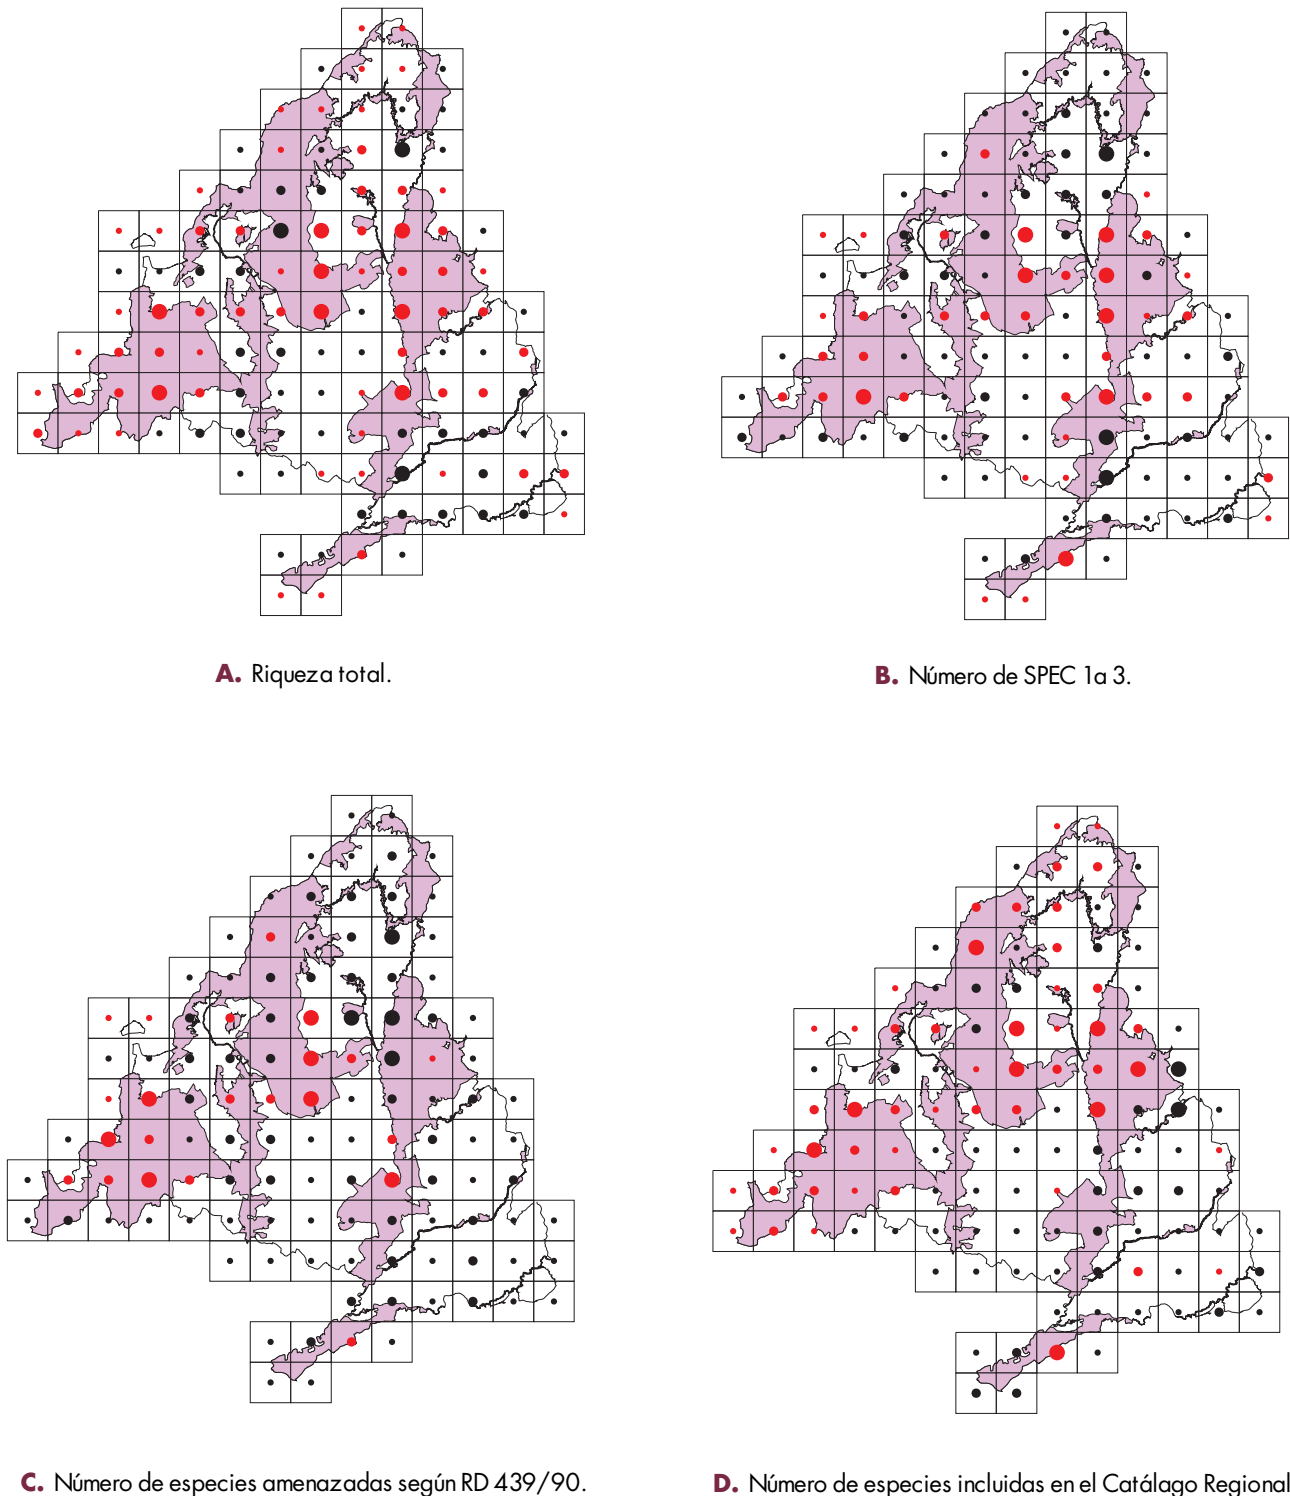 A. Riqueza total.
B. Número de SPEC 1a 3.
C. Número de especies amenazadas según RD 439/90.
D. Número de especies incluidas en el Catálago Regional